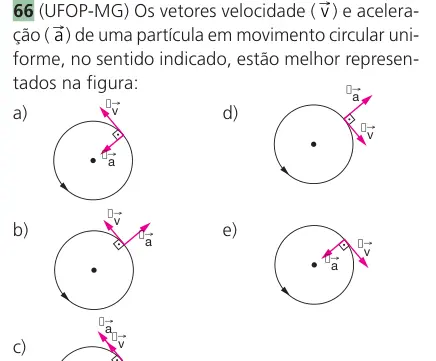 66 (UFOP-MG) Os vetores velocidade (v) e acelera-
ção (a) de uma partícula em movimento circular uni-
forme, no sentido indicado, estão melhor represen-
tados na figura:
a)
v
a
d)
a
v
b)
v
a
e)
v
a
c)
a
v